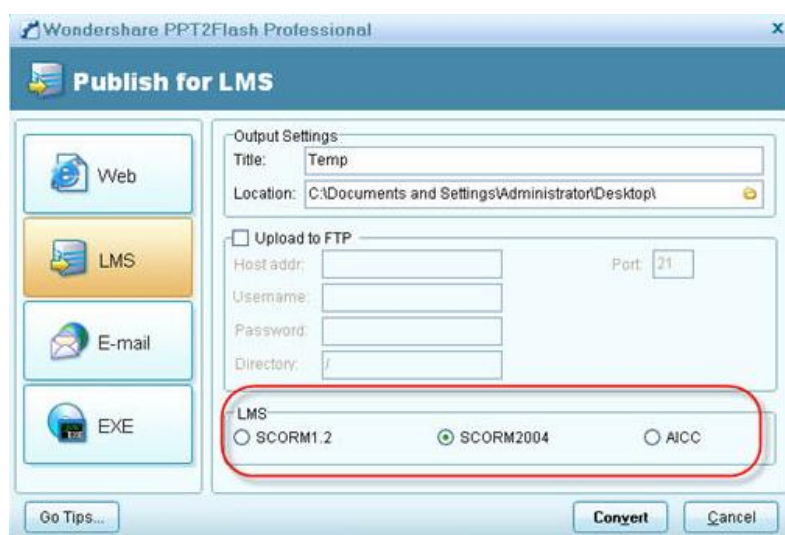 Wondershare PPT2Flash Professional
x
Publish for LMS
Web
LMS
E-mail
EXE
Output Settings
Title: Temp
Location: C:\Documents and Settings\Administrator\Desktop\
Upload to FTP
Host addr: Port: 21
Username:
Password:
Directory: /
LMS
SCORM1.2 SCORM2004 AICC
Go Tips... Convert Cancel